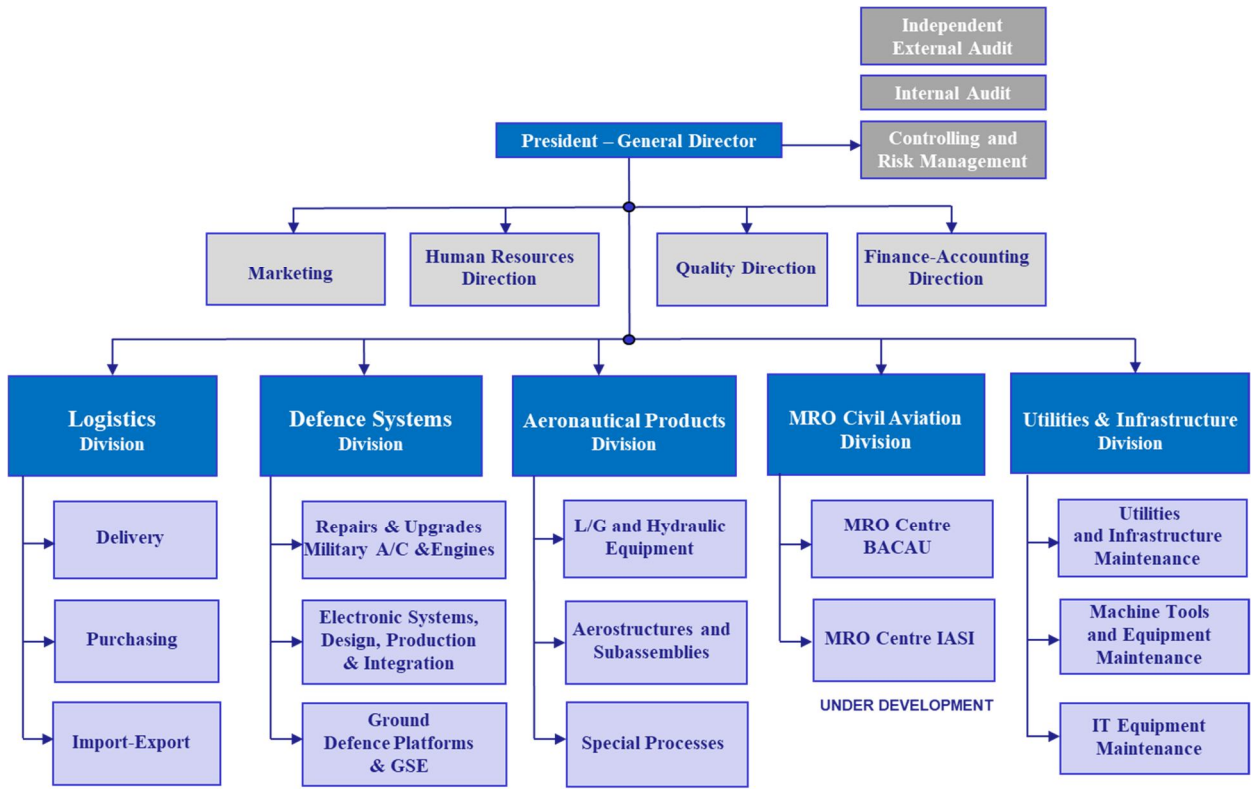 Independent
External Audit
Internal Audit
President – General Director
Controlling and
Risk Management
Marketing
Human Resources
Direction
Quality Direction
Finance-Accounting
Direction
Logistics
Division
Defence Systems
Division
Aeronautical Products
Division
MRO Civil Aviation
Division
Utilities & Infrastructure
Division
Delivery
Purchasing
Import-Export
Repairs & Upgrades
Military A/C &Engines
Electronic Systems,
Design, Production
& Integration
Ground
Defence Platforms
& GSE
L/G and Hydraulic
Equipment
Aerostructures and
Subassemblies
Special Processes
MRO Centre
BACAU
MRO Centre IASI
UNDER DEVELOPMENT
Utilities
and Infrastructure
Maintenance
Machine Tools
and Equipment
Maintenance
IT Equipment
Maintenance